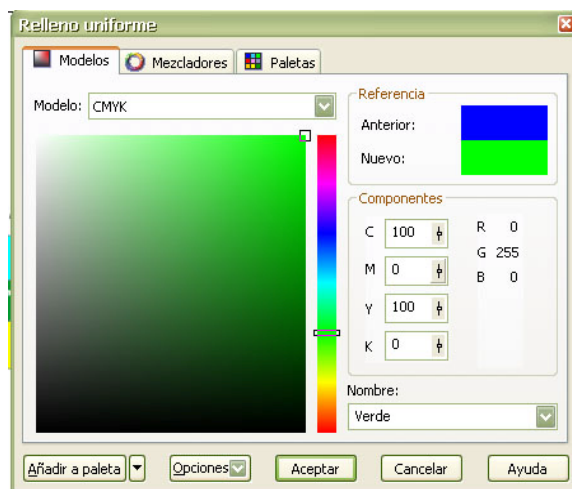 Relleno uniforme
Modelos Mezcladores Paletas
Modelo: CMYK
Referencia
Anterior:
Nuevo:
Componentes
C 100 R 0
M 0 G 255
B 0
Y 100
K 0
Nombre:
Verde
Añadir a paleta Opciones Aceptar Cancelar Ayuda